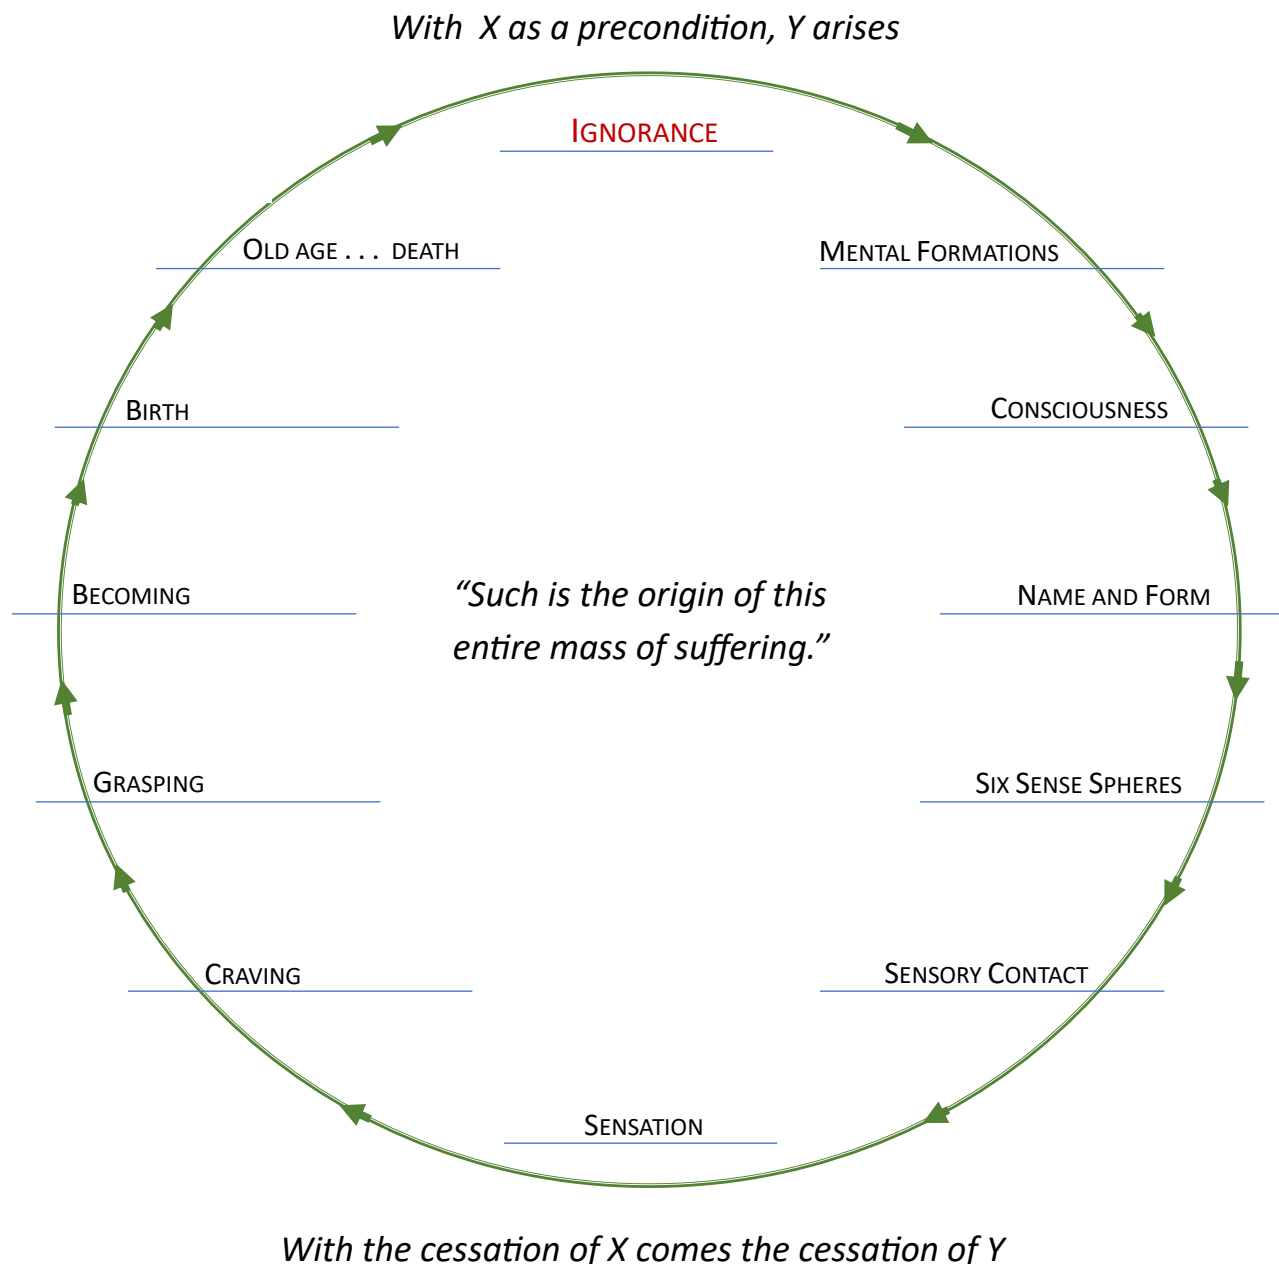 With X as a precondition, Y arises
IGNORANCE
MENTAL FORMATIONS
CONSCIOUSNESS
NAME AND FORM
SIX SENSE SPHERES
SENSORY CONTACT
SENSATION
CRAVING
GRASPING
BECOMING
BIRTH
OLD AGE . . . DEATH
“Such is the origin of this
entire mass of suffering.”
With the cessation of X comes the cessation of Y